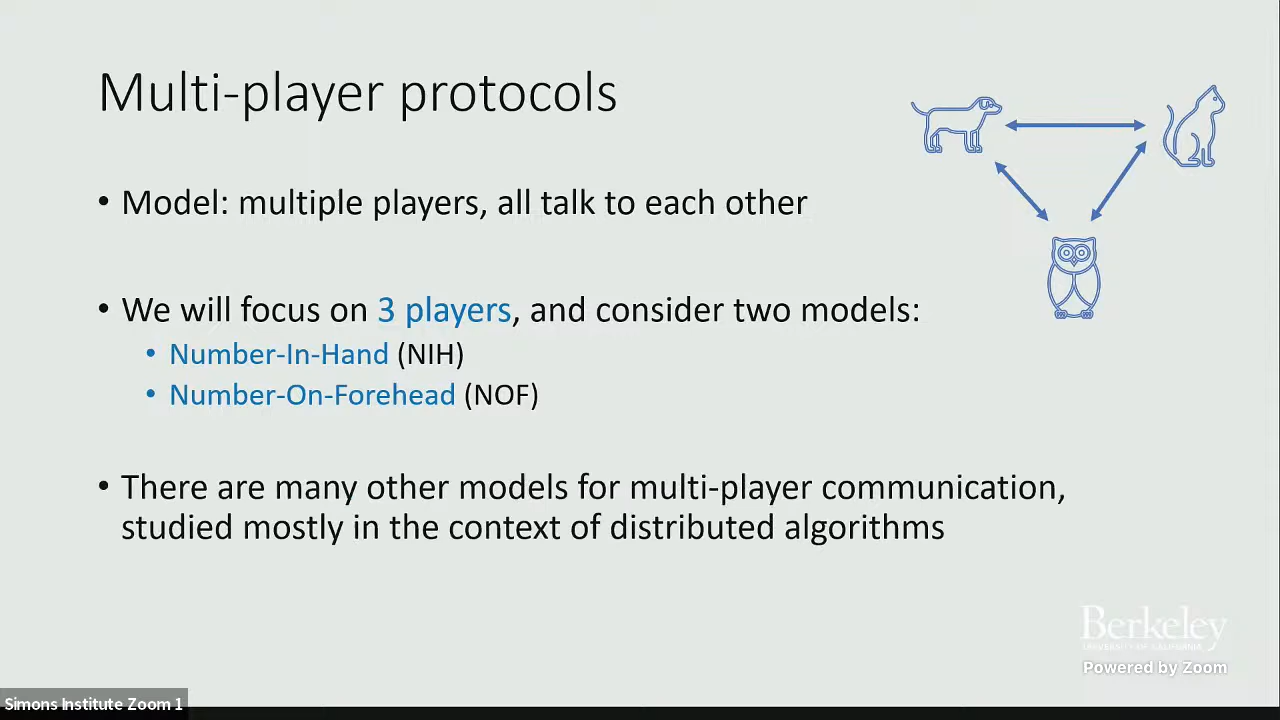 Multi-player protocols
• Model: multiple players, all talk to each other
• We will focus on 3 players, and consider two models:
• Number-In-Hand (NIH)
• Number-On-Forehead (NOF)
• There are many other models for multi-player communication,
studied mostly in the context of distributed algorithms
Berkeley
UNIVERSITY OF CALIFORNIA
Powered by Zoom
Simons Institute Zoom 1